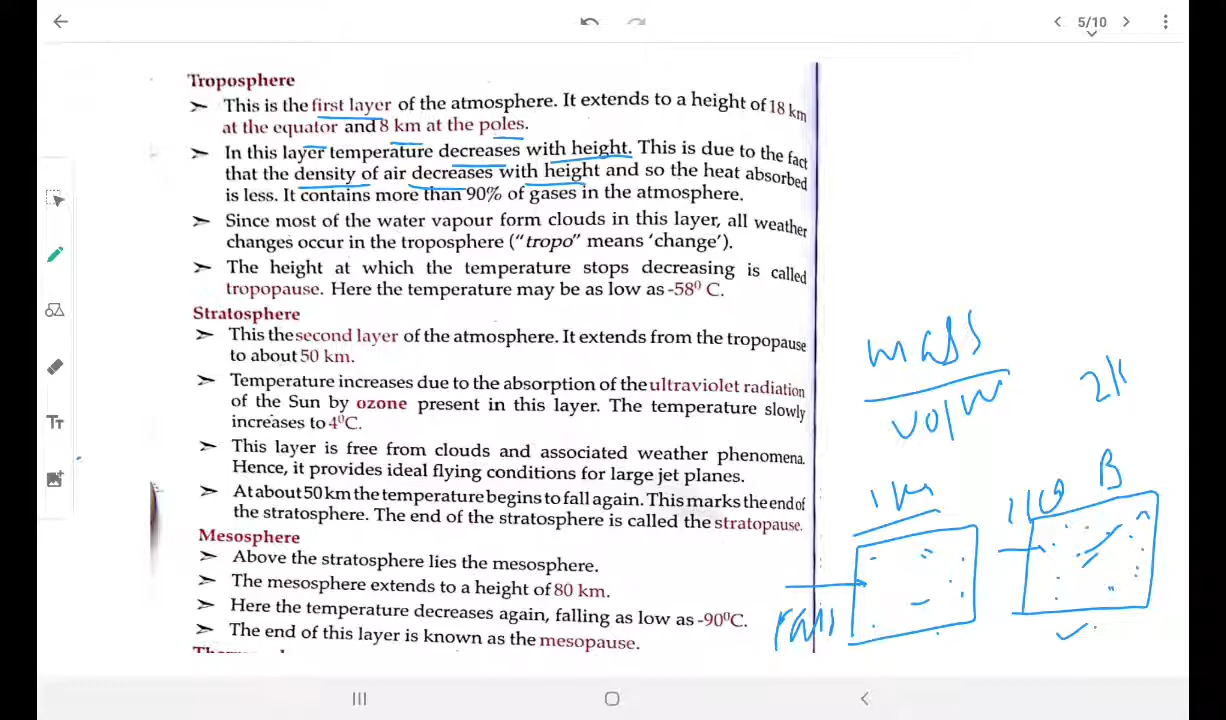 5/10
Troposphere
➤ This is the first layer of the atmosphere. It extends to a height of 18 km
at the equator and 8 km at the poles.
➤ In this layer temperature decreases with height. This is due to the fact
that the density of air decreases with height and so the heat absorbed
is less. It contains more than 90% of gases in the atmosphere.
➤ Since most of the water vapour form clouds in this layer, all weather
changes occur in the troposphere ("tropo" means 'change').
➤ The height at which the temperature stops decreasing is called
tropopause. Here the temperature may be as low as -58⁰ C.
Stratosphere
➤ This the second layer of the atmosphere. It extends from the tropopause
to about 50 km.
➤ Temperature increases due to the absorption of the ultraviolet radiation
of the Sun by ozone present in this layer. The temperature slowly
increases to 4⁰C.
➤ This layer is free from clouds and associated weather phenomena.
Hence, it provides ideal flying conditions for large jet planes.
➤ At about 50 km the temperature begins to fall again. This marks the end of
the stratosphere. The end of the stratosphere is called the stratopause.
Mesosphere
➤ Above the stratosphere lies the mesosphere.
➤ The mesosphere extends to a height of 80 km.
➤ Here the temperature decreases again, falling as low as -90⁰C.
➤ The end of this layer is known as the mesopause.
Tt
mass
B